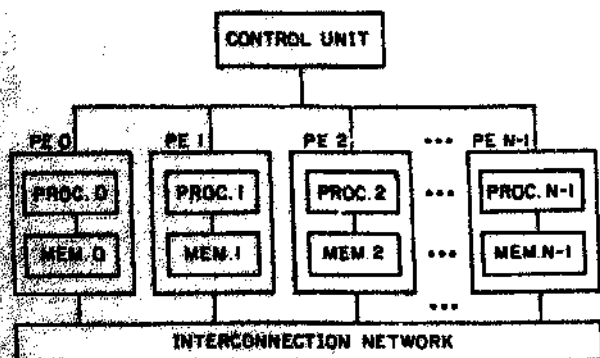 CONTROL UNIT
PE 0 PE 1 PE 2 ... PE N-1
PROC. 0 PROC. 1 PROC. 2 ... PROC. N-1
MEM. 0 MEM. 1 MEM. 2 ... MEM. N-1
...
INTERCONNECTION NETWORK